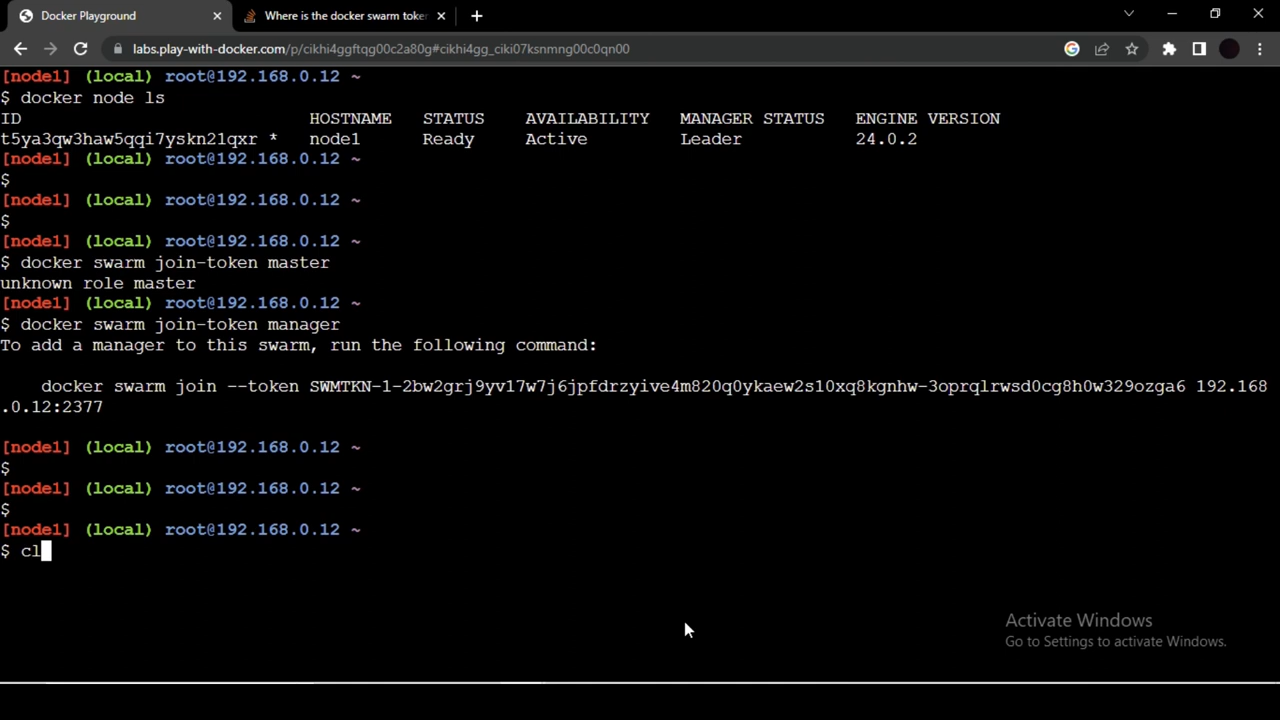 Docker Playground
Where is the docker swarm toke
labs.play-with-docker.com/p/cikhi4ggftqg00c2a80g#cikhi4gg_ciki07ksnmng00c0qn00
[node1] (local) root@192.168.0.12 ~
$ docker node ls
ID HOSTNAME STATUS AVAILABILITY MANAGER STATUS ENGINE VERSION
t5ya3qw3haw5qqi7yskn21qxr * node1 Ready Active Leader 24.0.2
[node1] (local) root@192.168.0.12 ~
$
[node1] (local) root@192.168.0.12 ~
$
[node1] (local) root@192.168.0.12 ~
$ docker swarm join-token master
unknown role master
[node1] (local) root@192.168.0.12 ~
$ docker swarm join-token manager
To add a manager to this swarm, run the following command:
docker swarm join --token SWMTKN-1-2bw2grj9yv17w7j6jpfdrzyive4m820q0ykaew2s10xq8kgnhw-3oprqlrwsd0cg8h0w329ozga6 192.168
.0.12:2377
[node1] (local) root@192.168.0.12 ~
$
[node1] (local) root@192.168.0.12 ~
$
[node1] (local) root@192.168.0.12 ~
$ cl
Activate Windows
Go to Settings to activate Windows.